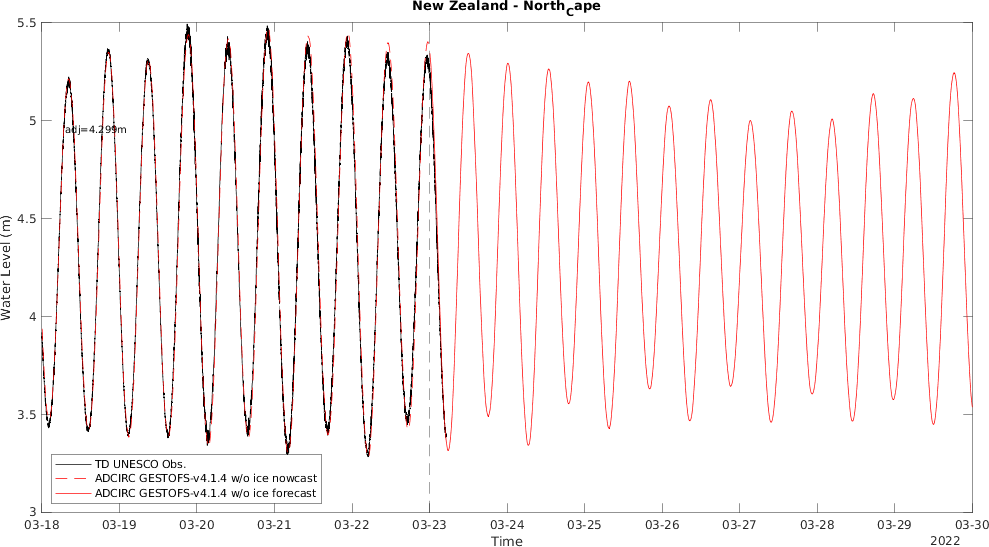 New Zealand - North_Cape
5.5
5
4.5
4
3.5
3
Water Level (m)
adj=4.299m
TD UNESCO Obs.
ADCIRC GESTOFS-v4.1.4 w/o ice nowcast
ADCIRC GESTOFS-v4.1.4 w/o ice forecast
03-18 03-19 03-20 03-21 03-22 03-23 03-24 03-25 03-26 03-27 03-28 03-29 03-30
Time
2022